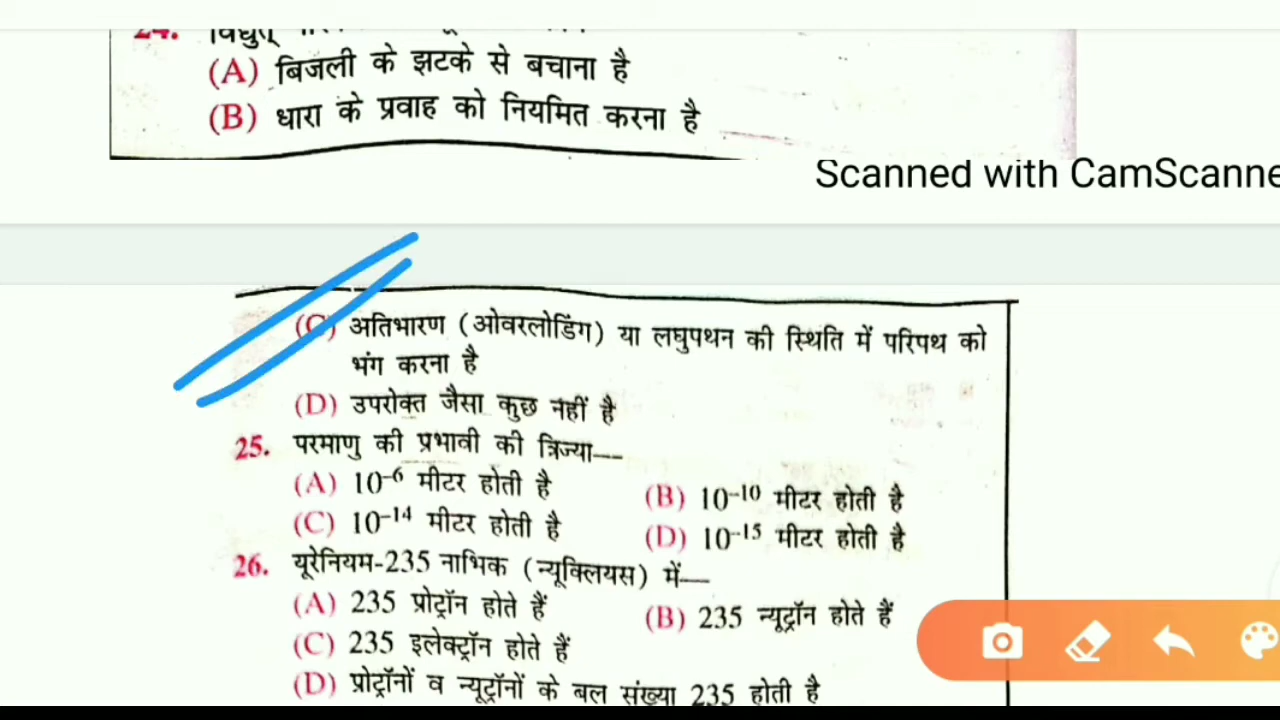 24. विद्युत्
(A) बिजली के झटके से बचाना है
(B) धारा के प्रवाह को नियमित करना है
Scanned with CamScanne
(C) अतिभारण (ओवरलोडिंग) या लघुपथन की स्थिति में परिपथ को
भंग करना है
(D) उपरोक्त जैसा कुछ नहीं है
25. परमाणु की प्रभावी की त्रिज्या—
(A) 10⁻⁶ मीटर होती है (B) 10⁻¹⁰ मीटर होती है
(C) 10⁻¹⁴ मीटर होती है (D) 10⁻¹⁵ मीटर होती है
26. यूरेनियम-235 नाभिक (न्यूक्लियस) में—
(A) 235 प्रोट्रॉन होते हैं (B) 235 न्यूट्रॉन होते हैं
(C) 235 इलेक्ट्रॉन होते हैं
(D) प्रोट्रॉनों व न्यूट्रॉनों के बल संख्या 235 होती है